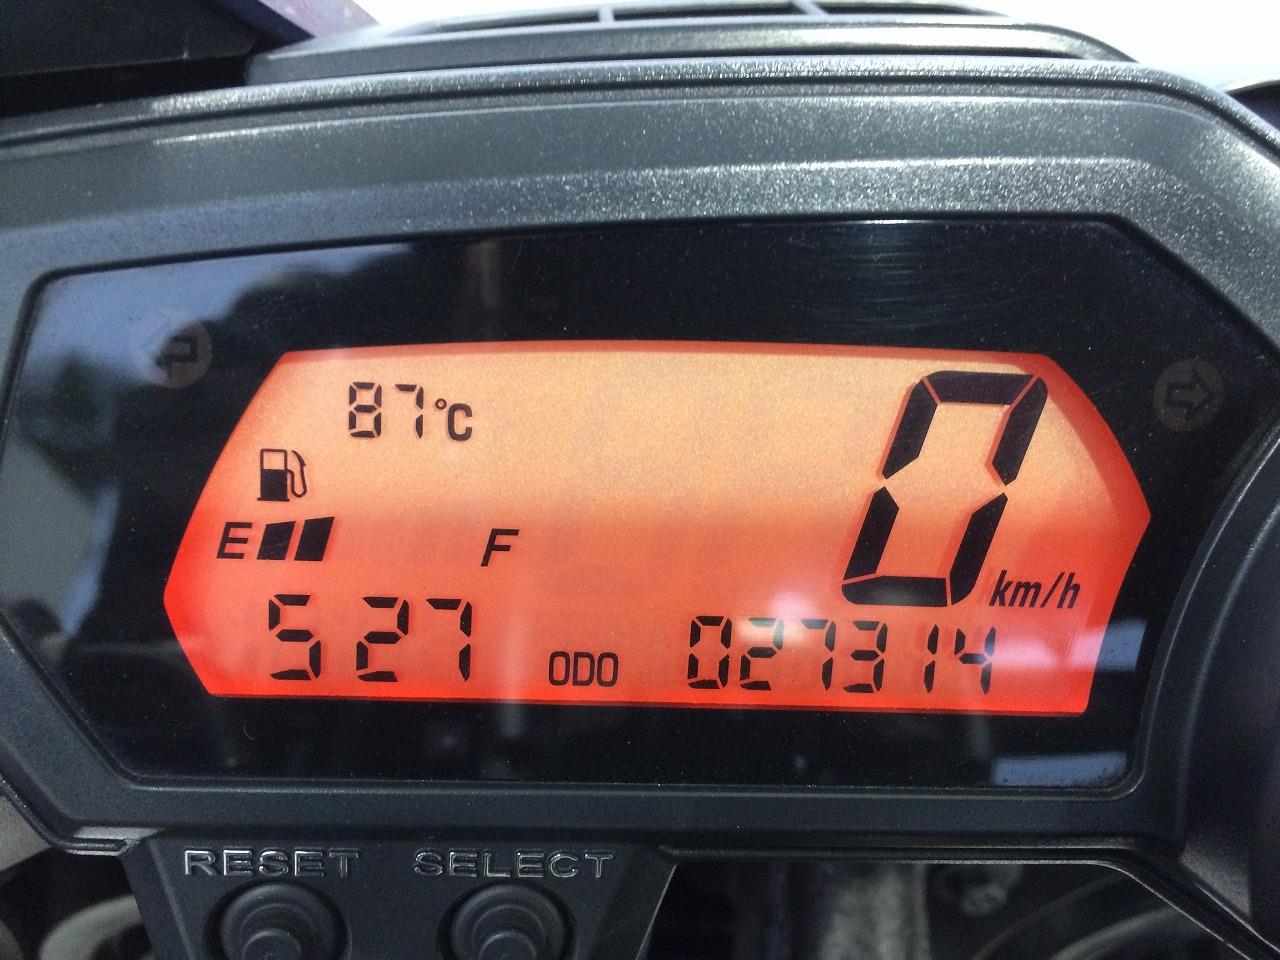 87°C
0
km/h
E F
527 ODO 027314
RESET SELECT